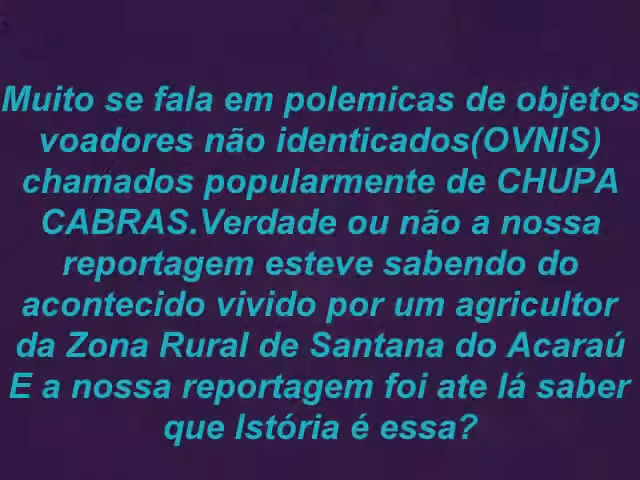 Muito se fala em polemicas de objetos
voadores não identicados(OVNIS)
chamados popularmente de CHUPA
CABRAS.Verdade ou não a nossa
reportagem esteve sabendo do
acontecido vivido por um agricultor
da Zona Rural de Santana do Acaraú
E a nossa reportagem foi ate lá saber
que Istória é essa?